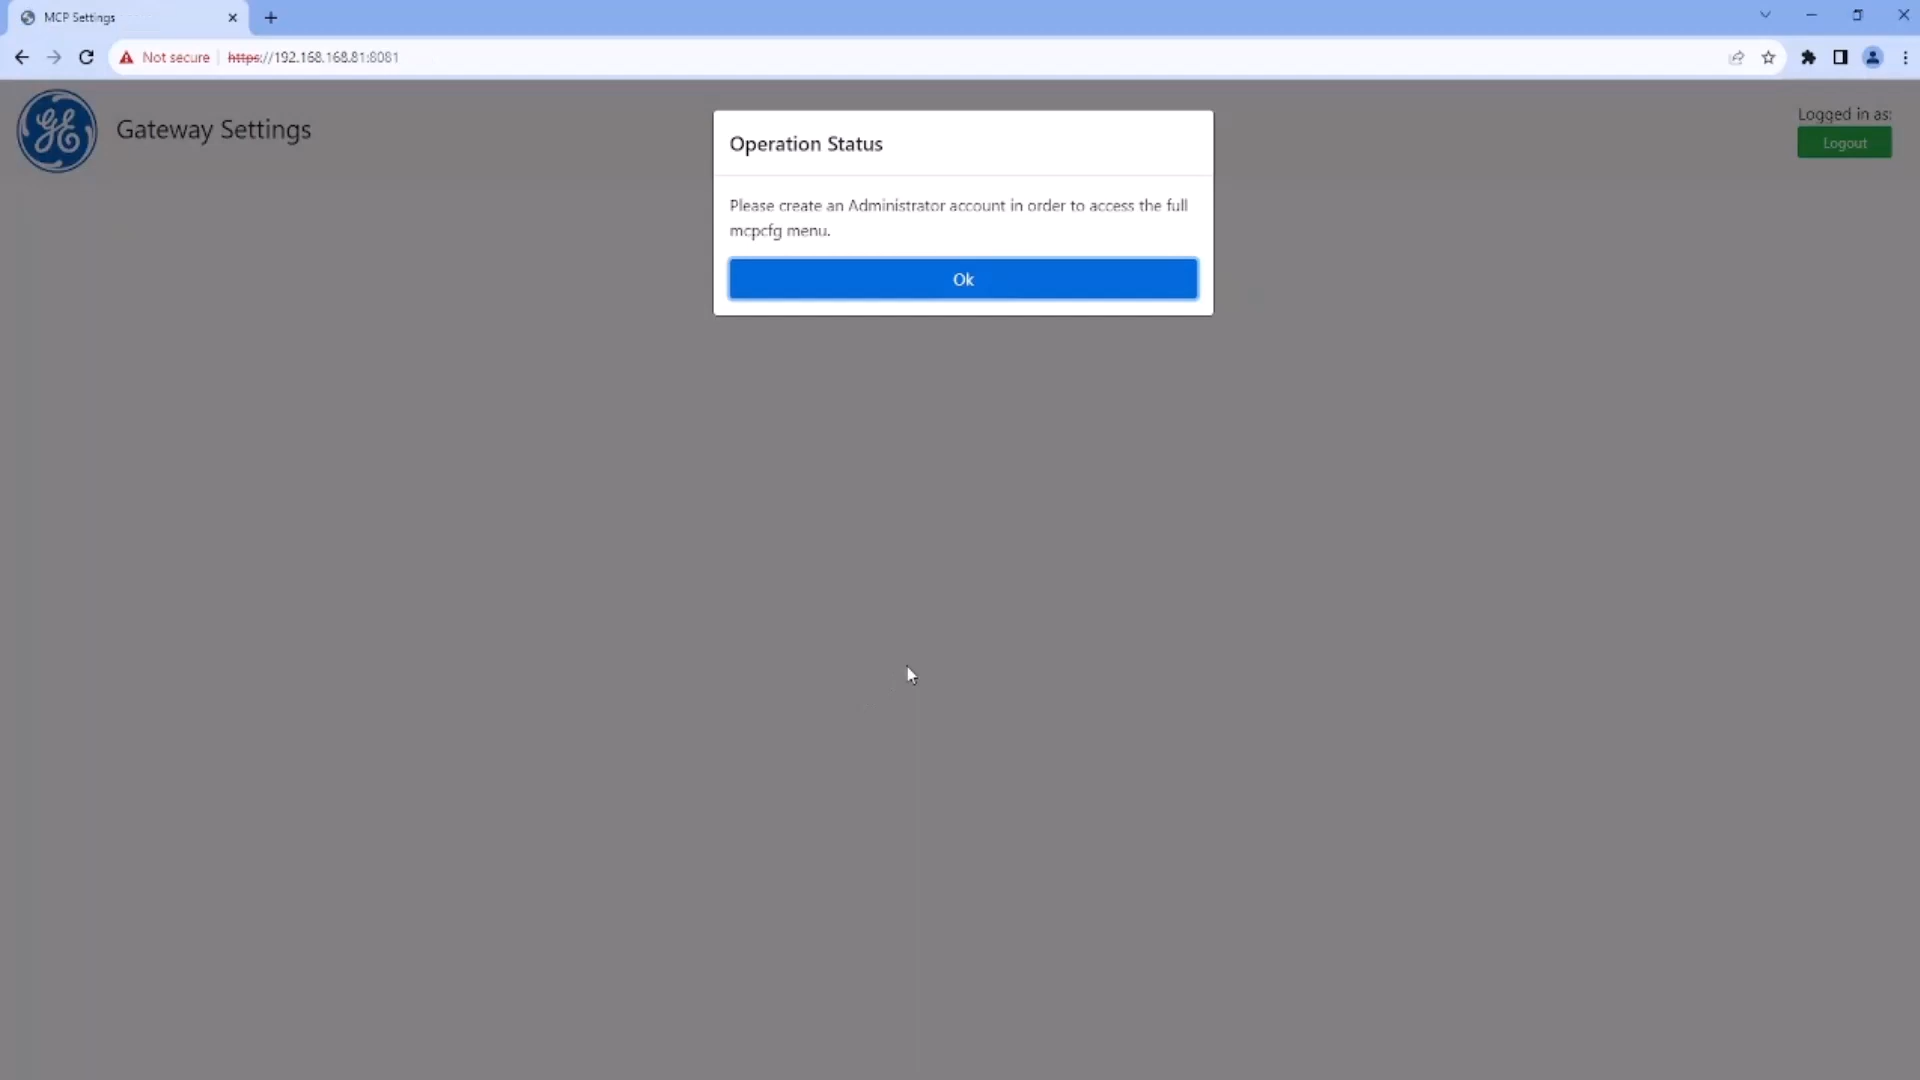 MCP Settings
Not secure https://192.168.168.81:8081
GE
Gateway Settings
Logged in as:
Logout
Operation Status
Please create an Administrator account in order to access the full
mcpcfg menu.
Ok